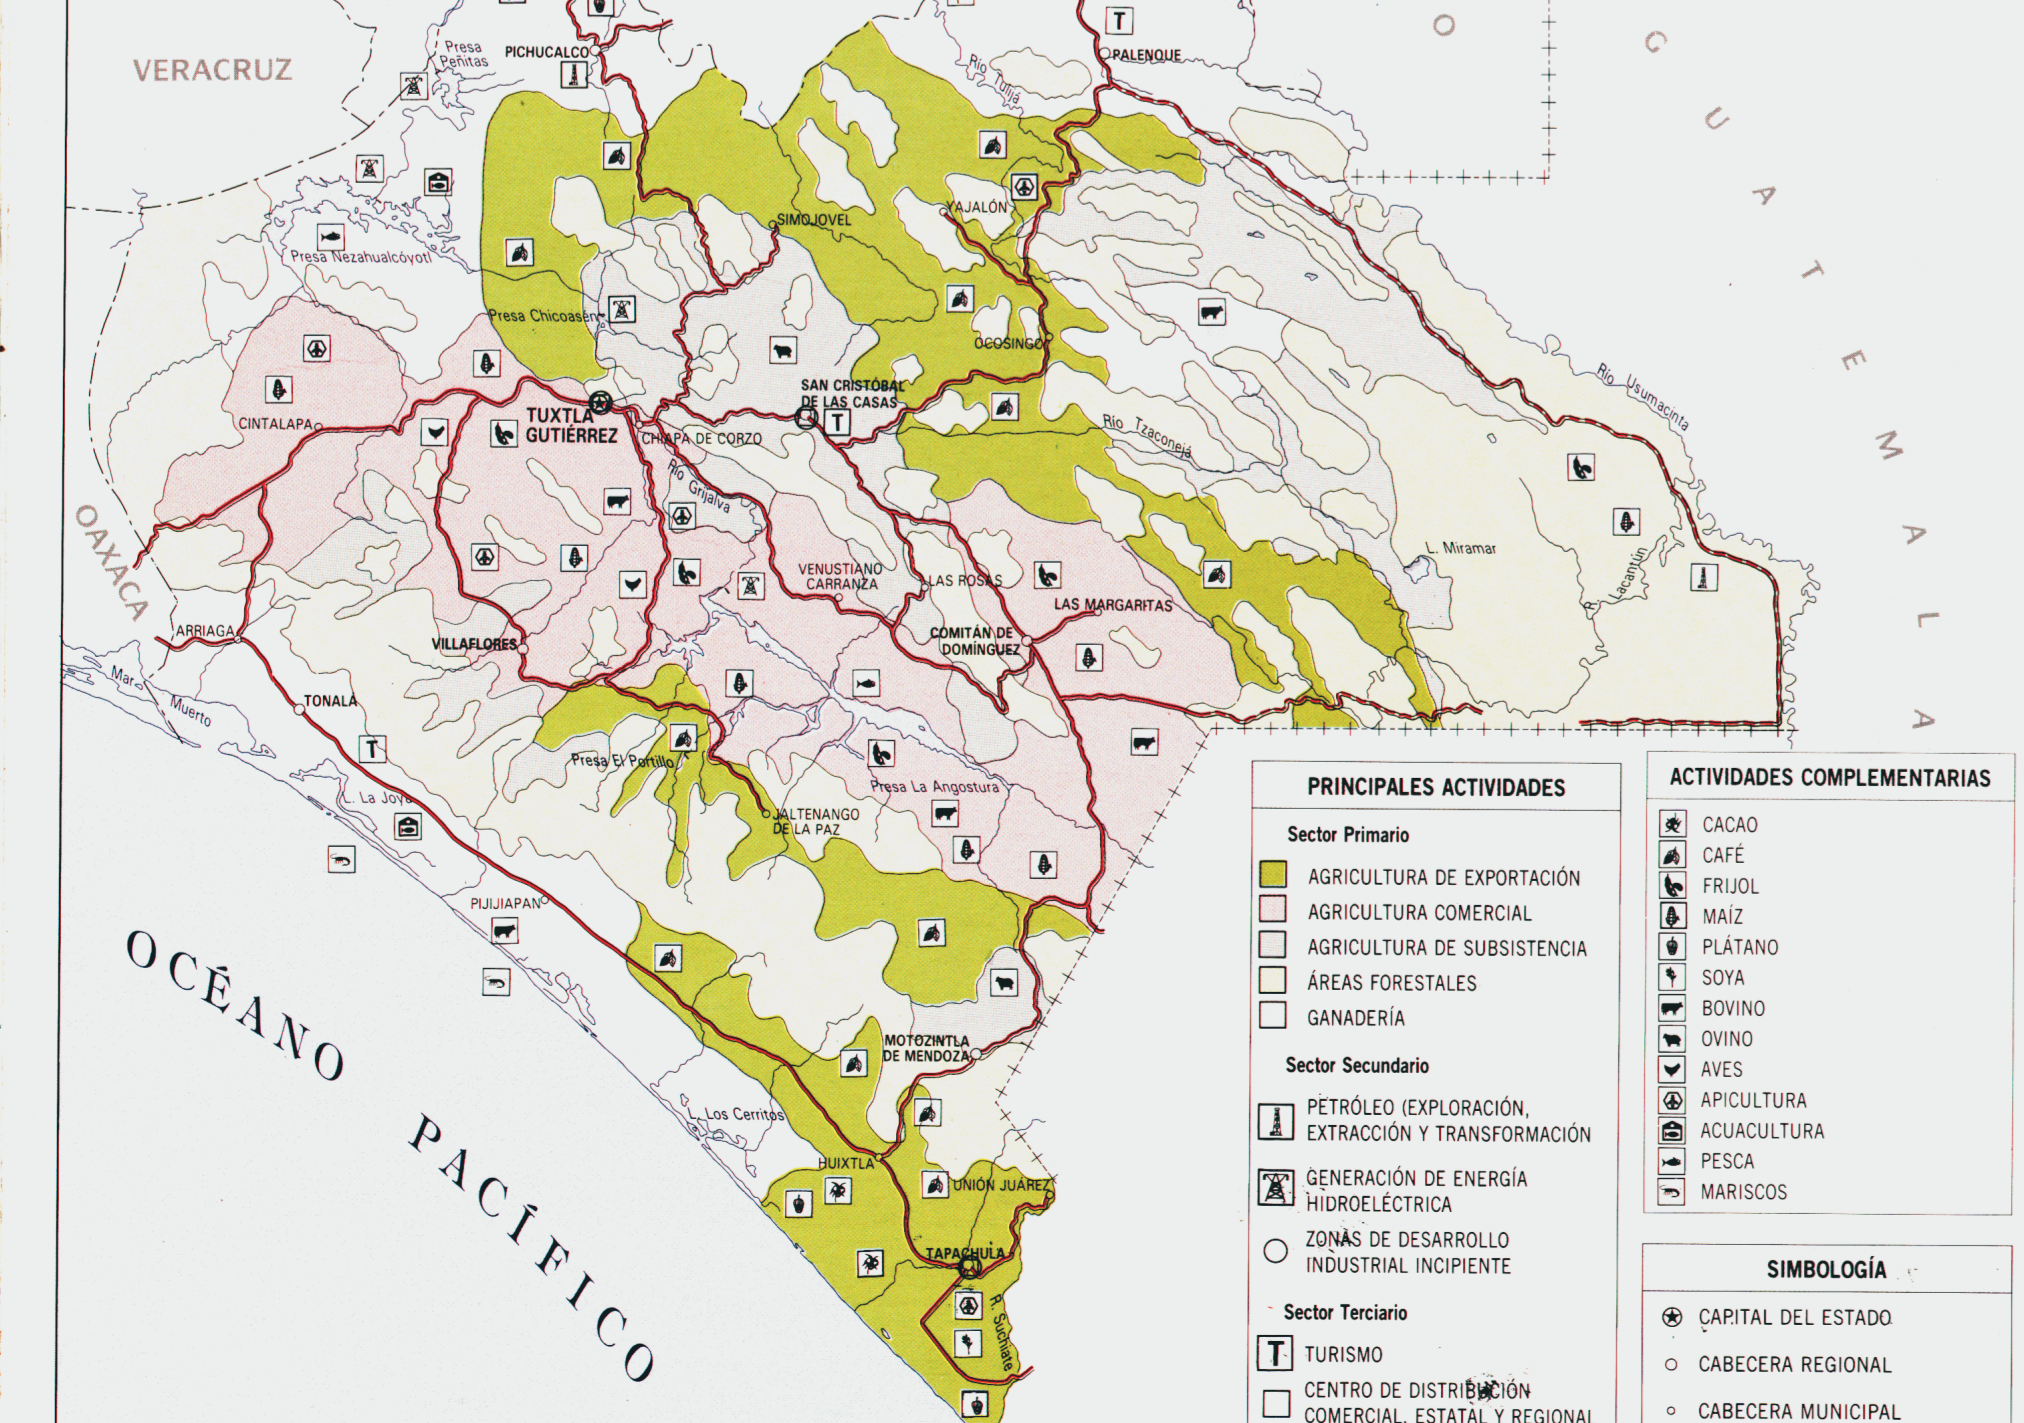 VERACRUZ
Presa
Peñitas
PICHUCALCO
T
PALENQUE
O
G
U
A
T
E
M
A
L
A
Río Tulijá
YAJALÓN
SIMOJOVEL
Presa Nezahualcóyotl
Presa Chicoasén
OCOSINGO
SAN CRISTÓBAL
DE LAS CASAS
T
TUXTLA
GUTIÉRREZ
CINTALAPA
CHIAPA DE CORZO
Río Grijalva
Río Tzaconejá
Río Usumacinta
OAXACA
L. Miramar
R. Lacantún
VENUSTIANO
CARRANZA
LAS ROSAS
LAS MARGARITAS
COMITÁN DE
DOMÍNGUEZ
ARRIAGA
VILLAFLORES
Mar
Muerto
TONALÁ
T
Presa El Portillo
Presa La Angostura
L. La Joya
JALTENANGO
DE LA PAZ
PIJIJIAPAN
MOTOZINTLA
DE MENDOZA
L. Los Cerritos
HUIXTLA
UNIÓN JUÁREZ
TAPACHULA
R. Suchiate
OCÉANO
PACÍFICO
PRINCIPALES ACTIVIDADES
Sector Primario
AGRICULTURA DE EXPORTACIÓN
AGRICULTURA COMERCIAL
AGRICULTURA DE SUBSISTENCIA
ÁREAS FORESTALES
GANADERÍA
Sector Secundario
PETRÓLEO (EXPLORACIÓN,
EXTRACCIÓN Y TRANSFORMACIÓN
GENERACIÓN DE ENERGÍA
HIDROELÉCTRICA
ZONAS DE DESARROLLO
INDUSTRIAL INCIPIENTE
Sector Terciario
T TURISMO
CENTRO DE DISTRIBUCIÓN
COMERCIAL, ESTATAL Y REGIONAL
ACTIVIDADES COMPLEMENTARIAS
CACAO
CAFÉ
FRIJOL
MAÍZ
PLÁTANO
SOYA
BOVINO
OVINO
AVES
APICULTURA
ACUACULTURA
PESCA
MARISCOS
SIMBOLOGÍA
CAPITAL DEL ESTADO
CABECERA REGIONAL
CABECERA MUNICIPAL